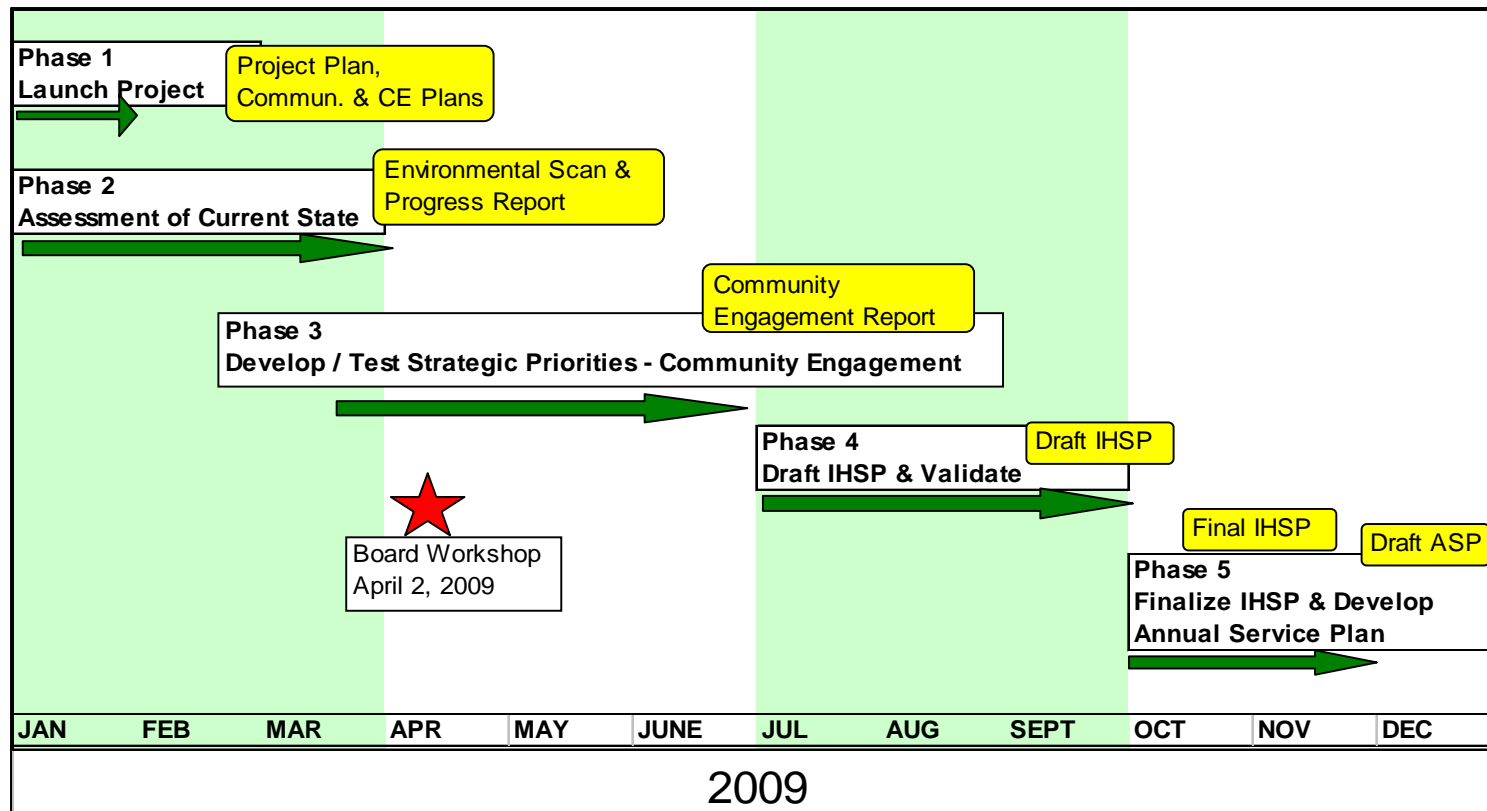 Phase 1
Launch Project
Project Plan,
Commun. & CE Plans
Phase 2
Assessment of Current State
Environmental Scan &
Progress Report
Community
Engagement Report
Phase 3
Develop / Test Strategic Priorities - Community Engagement
Phase 4
Draft IHSP & Validate
Draft IHSP
Board Workshop
April 2, 2009
Final IHSP
Draft ASP
Phase 5
Finalize IHSP & Develop
Annual Service Plan
JAN FEB MAR APR MAY JUNE JUL AUG SEPT OCT NOV DEC
2009